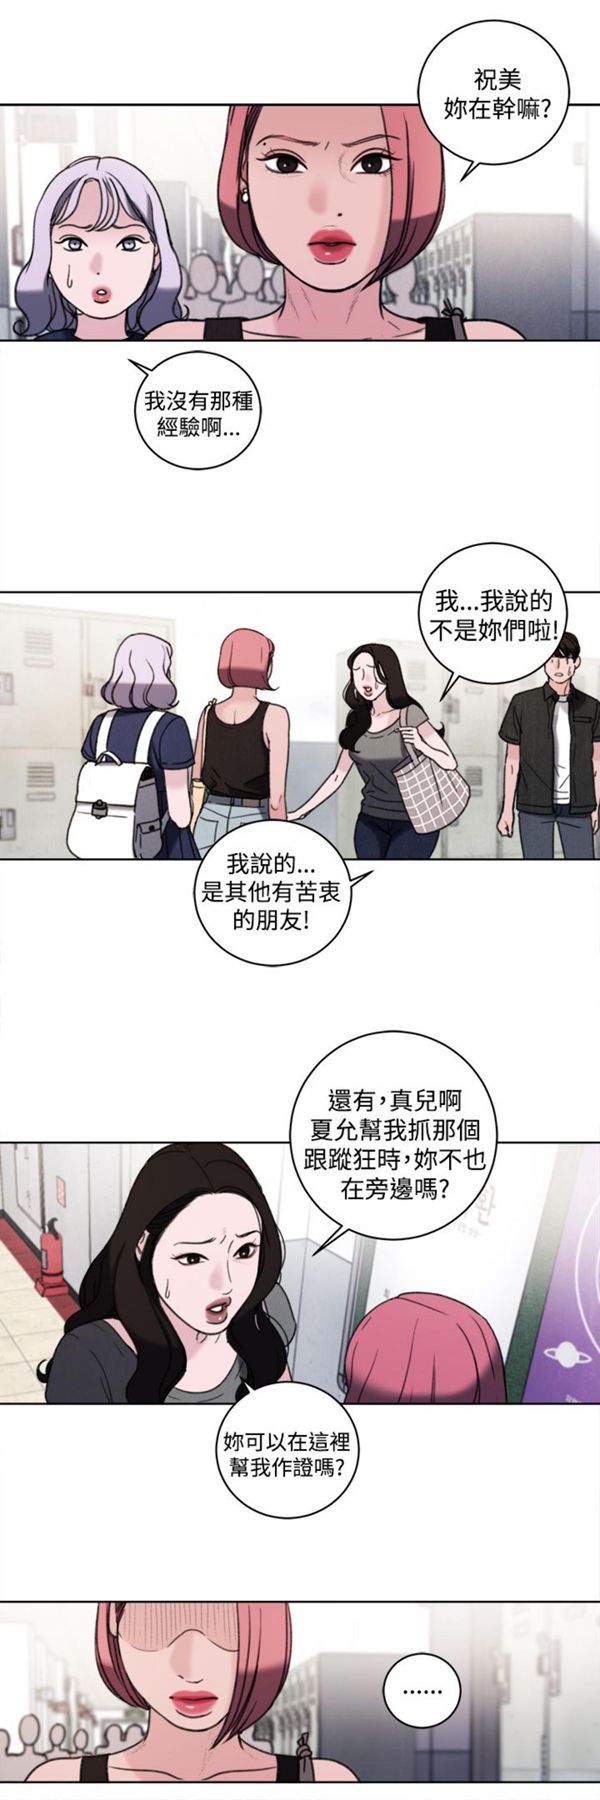 祝美
妳在幹嘛?
我沒有那種
經驗啊...
我...我說的
不是妳們啦!
我說的...
是其他有苦衷
的朋友!
還有,真兒啊
夏允幫我抓那個
跟蹤狂時,妳不也
在旁邊嗎?
환
妳可以在這裡
幫我作證嗎?
......